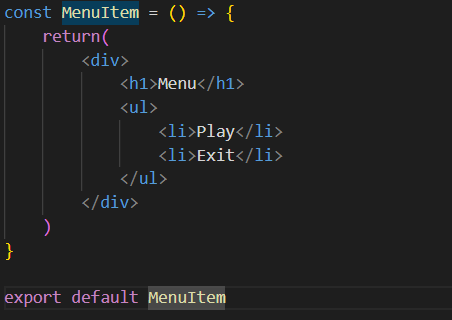 const MenuItem = () => {
return(
<div>
<h1>Menu</h1>
<ul>
<li>Play</li>
<li>Exit</li>
</ul>
</div>
)
}
export default MenuItem